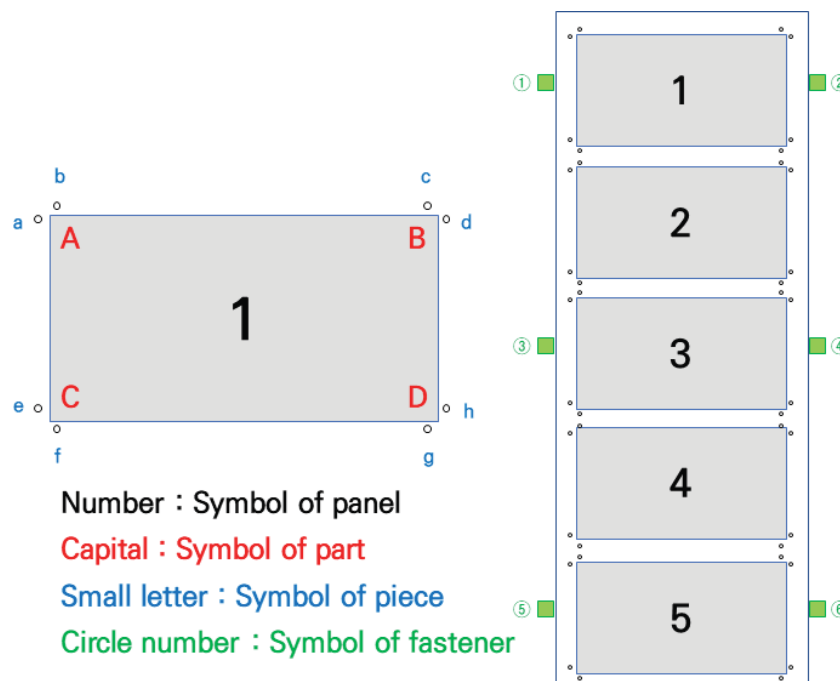 b
c
a
d
A
B
1
C
D
e
h
f
g
Number : Symbol of panel
Capital : Symbol of part
Small letter : Symbol of piece
Circle number : Symbol of fastener
①
1
②
2
③
3
④
4
⑤
5
⑥